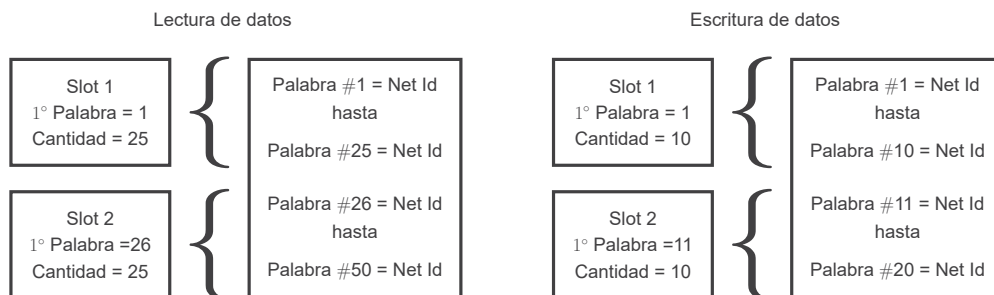 Lectura de datos
Slot 1
1° Palabra = 1
Cantidad = 25
Palabra #1 = Net Id
hasta
Palabra #25 = Net Id
Slot 2
1° Palabra =26
Cantidad = 25
Palabra #26 = Net Id
hasta
Palabra #50 = Net Id
Escritura de datos
Slot 1
1° Palabra = 1
Cantidad = 10
Palabra #1 = Net Id
hasta
Palabra #10 = Net Id
Slot 2
1° Palabra =11
Cantidad = 10
Palabra #11 = Net Id
hasta
Palabra #20 = Net Id